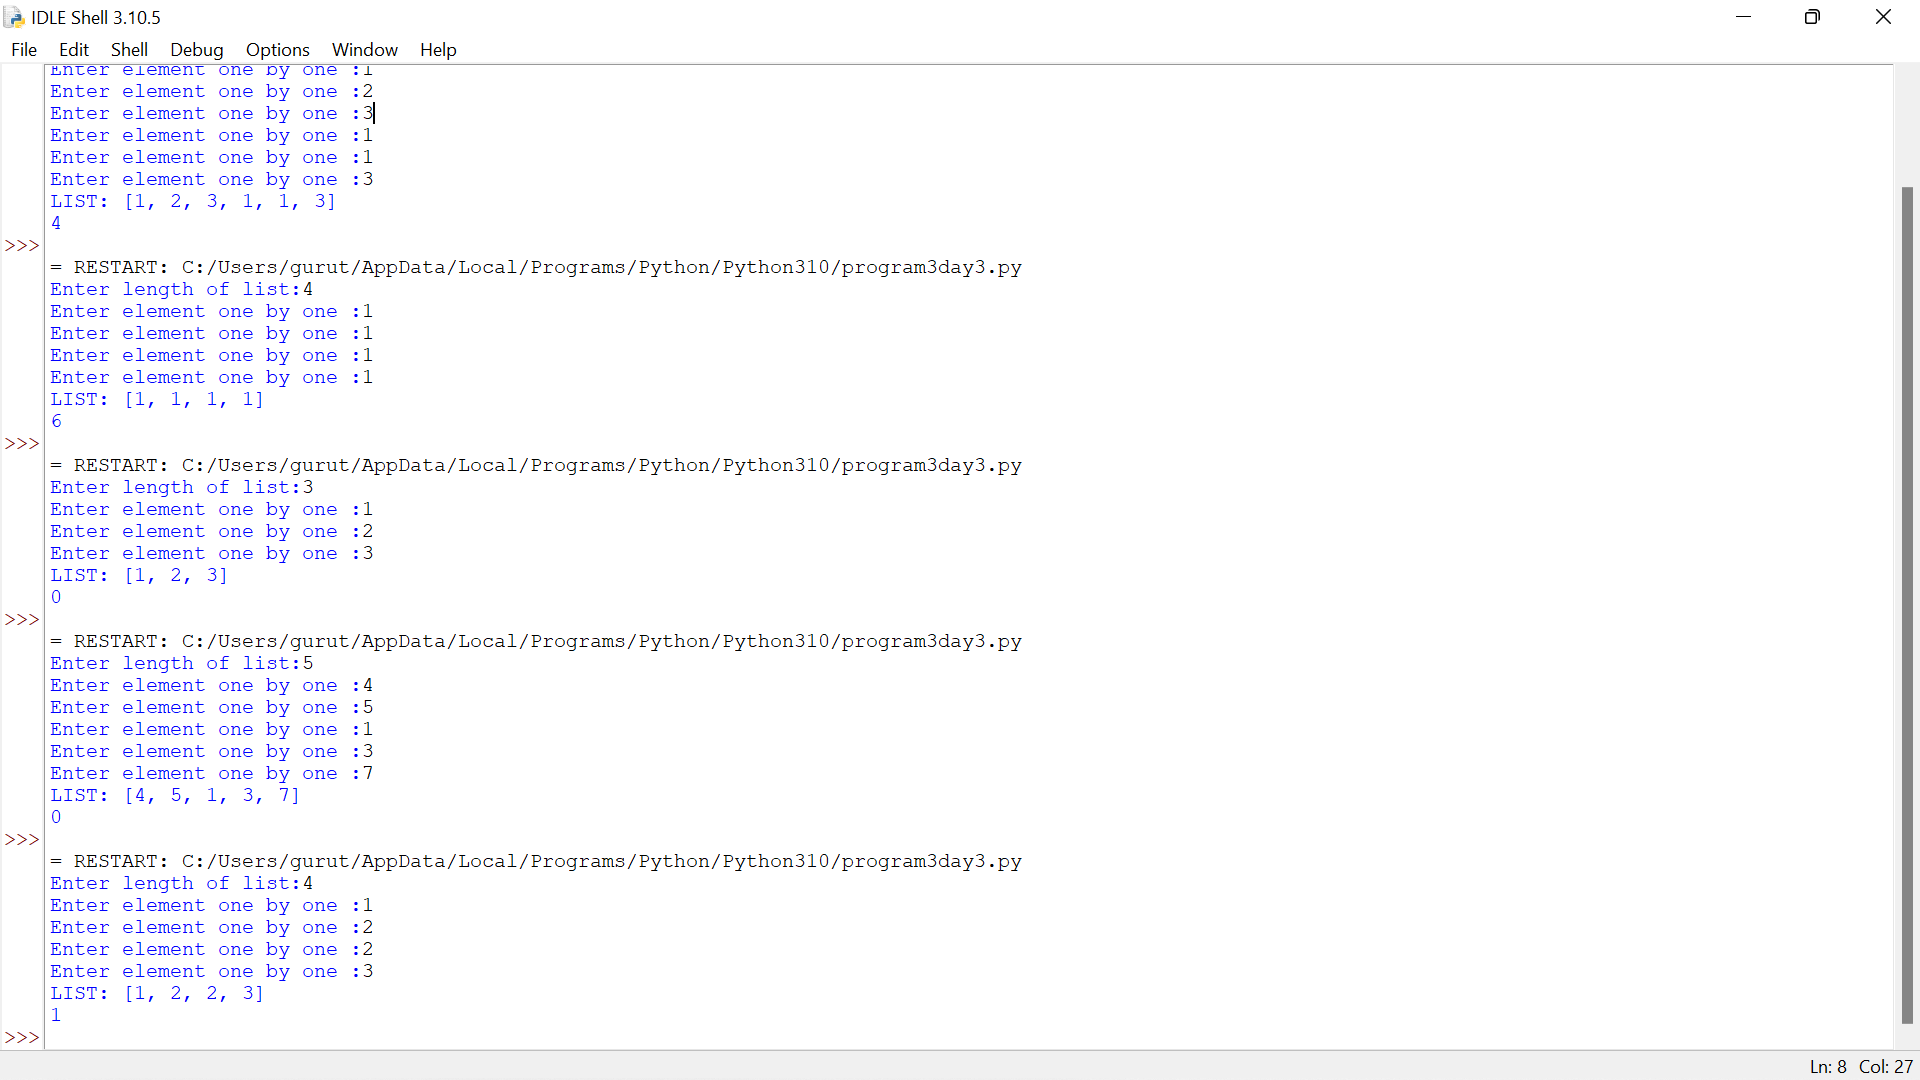 IDLE Shell 3.10.5
File Edit Shell Debug Options Window Help
Enter element one by one :1
Enter element one by one :2
Enter element one by one :3
Enter element one by one :1
Enter element one by one :1
Enter element one by one :3
LIST: [1, 2, 3, 1, 1, 3]
4
>>>
= RESTART: C:/Users/gurut/AppData/Local/Programs/Python/Python310/program3day3.py
Enter length of list:4
Enter element one by one :1
Enter element one by one :1
Enter element one by one :1
Enter element one by one :1
LIST: [1, 1, 1, 1]
6
>>>
= RESTART: C:/Users/gurut/AppData/Local/Programs/Python/Python310/program3day3.py
Enter length of list:3
Enter element one by one :1
Enter element one by one :2
Enter element one by one :3
LIST: [1, 2, 3]
0
>>>
= RESTART: C:/Users/gurut/AppData/Local/Programs/Python/Python310/program3day3.py
Enter length of list:5
Enter element one by one :4
Enter element one by one :5
Enter element one by one :1
Enter element one by one :3
Enter element one by one :7
LIST: [4, 5, 1, 3, 7]
0
>>>
= RESTART: C:/Users/gurut/AppData/Local/Programs/Python/Python310/program3day3.py
Enter length of list:4
Enter element one by one :1
Enter element one by one :2
Enter element one by one :2
Enter element one by one :3
LIST: [1, 2, 2, 3]
1
>>>
Ln: 8 Col: 27